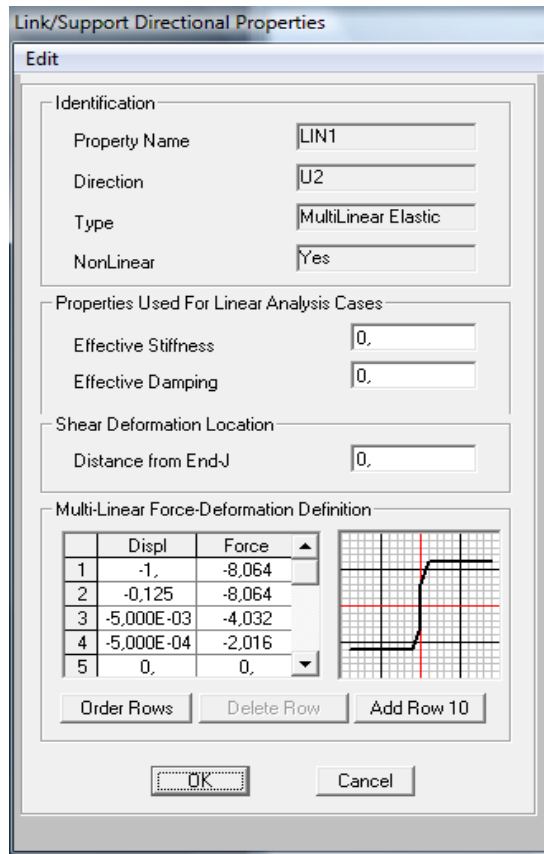 Link/Support Directional Properties
Edit
Identification
Property Name LIN1
Direction U2
Type MultiLinear Elastic
NonLinear Yes
Properties Used For Linear Analysis Cases
Effective Stiffness 0,
Effective Damping 0,
Shear Deformation Location
Distance from End-J 0,
Multi-Linear Force-Deformation Definition
Displ Force
1 -1, -8,064
2 -0,125 -8,064
3 -5,000E-03 -4,032
4 -5,000E-04 -2,016
5 0, 0,
Order Rows Delete Row Add Row 10
OK Cancel